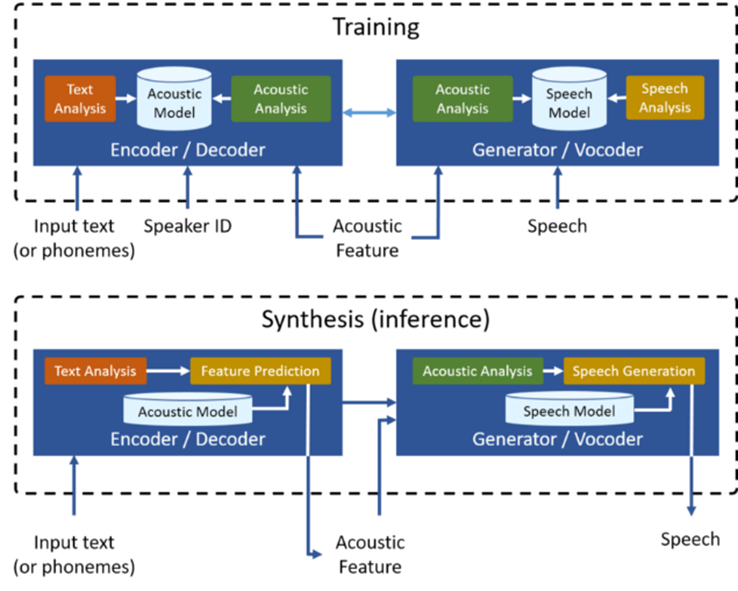 Training
Text
Analysis
Acoustic
Model
Acoustic
Analysis
Encoder / Decoder
Acoustic
Analysis
Speech
Model
Speech
Analysis
Generator / Vocoder
Input text
(or phonemes)
Speaker ID
Acoustic
Feature
Speech
Synthesis (inference)
Text Analysis
Feature Prediction
Acoustic Model
Encoder / Decoder
Acoustic Analysis
Speech Generation
Speech Model
Generator / Vocoder
Input text
(or phonemes)
Acoustic
Feature
Speech